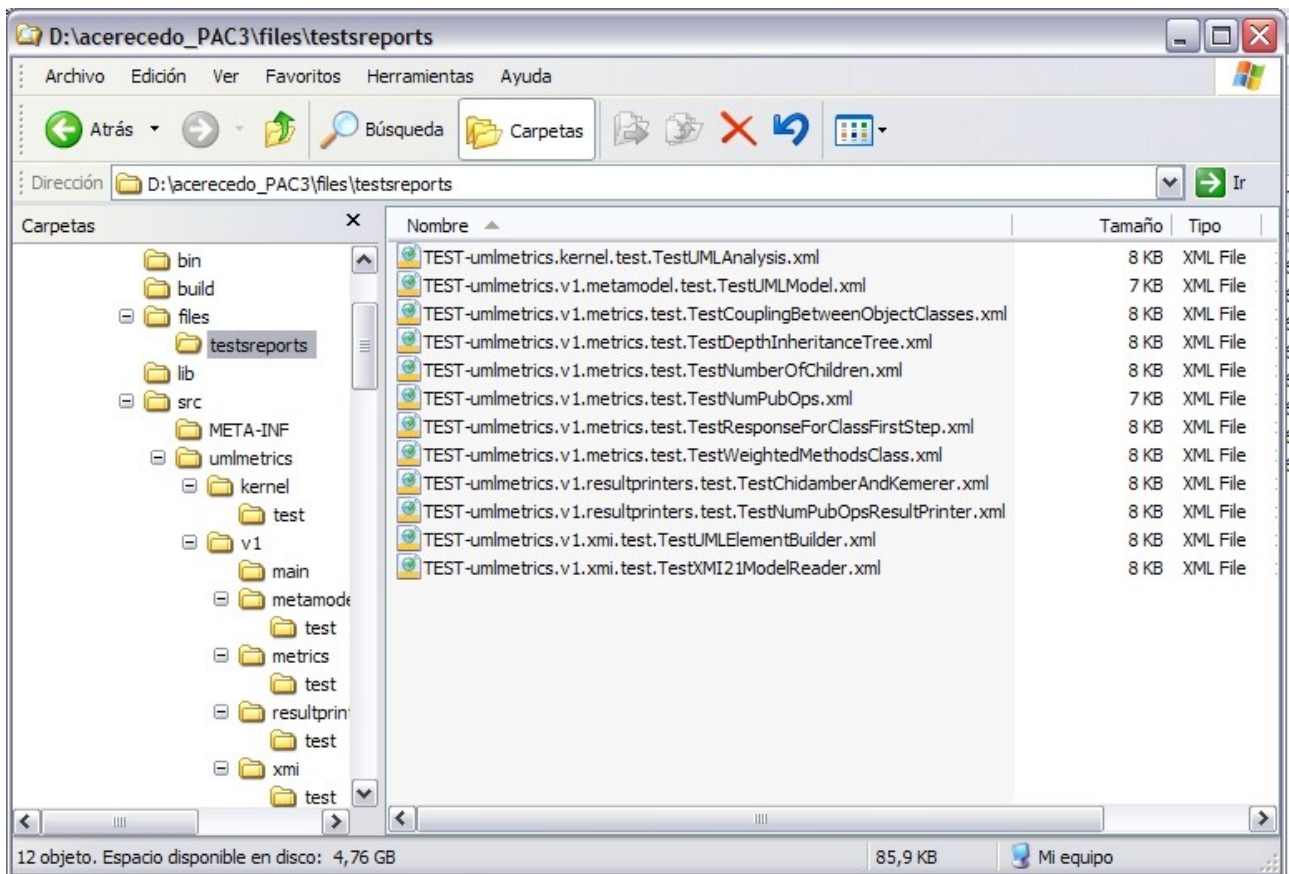 D:\acerecedo_PAC3\files\testsreports
Archivo Edición Ver Favoritos Herramientas Ayuda
Atrás Búsqueda Carpetas
Dirección D:\acerecedo_PAC3\files\testsreports Ir
Carpetas
bin
build
files
testsreports
lib
src
META-INF
umlmetrics
kernel
test
v1
main
metamode
test
metrics
test
resultprin
test
xmi
test
Nombre Tamaño Tipo
TEST-umlmetrics.kernel.test.TestUMLAnalysis.xml 8 KB XML File
TEST-umlmetrics.v1.metamodel.test.TestUMLModel.xml 7 KB XML File
TEST-umlmetrics.v1.metrics.test.TestCouplingBetweenObjectClasses.xml 8 KB XML File
TEST-umlmetrics.v1.metrics.test.TestDepthInheritanceTree.xml 8 KB XML File
TEST-umlmetrics.v1.metrics.test.TestNumberOfChildren.xml 8 KB XML File
TEST-umlmetrics.v1.metrics.test.TestNumPubOps.xml 7 KB XML File
TEST-umlmetrics.v1.metrics.test.TestResponseForClassFirstStep.xml 8 KB XML File
TEST-umlmetrics.v1.metrics.test.TestWeightedMethodsClass.xml 8 KB XML File
TEST-umlmetrics.v1.resultprinters.test.TestChidamberAndKemerer.xml 8 KB XML File
TEST-umlmetrics.v1.resultprinters.test.TestNumPubOpsResultPrinter.xml 8 KB XML File
TEST-umlmetrics.v1.xmi.test.TestUMLElementBuilder.xml 8 KB XML File
TEST-umlmetrics.v1.xmi.test.TestXMI21ModelReader.xml 8 KB XML File
12 objeto. Espacio disponible en disco: 4,76 GB 85,9 KB Mi equipo